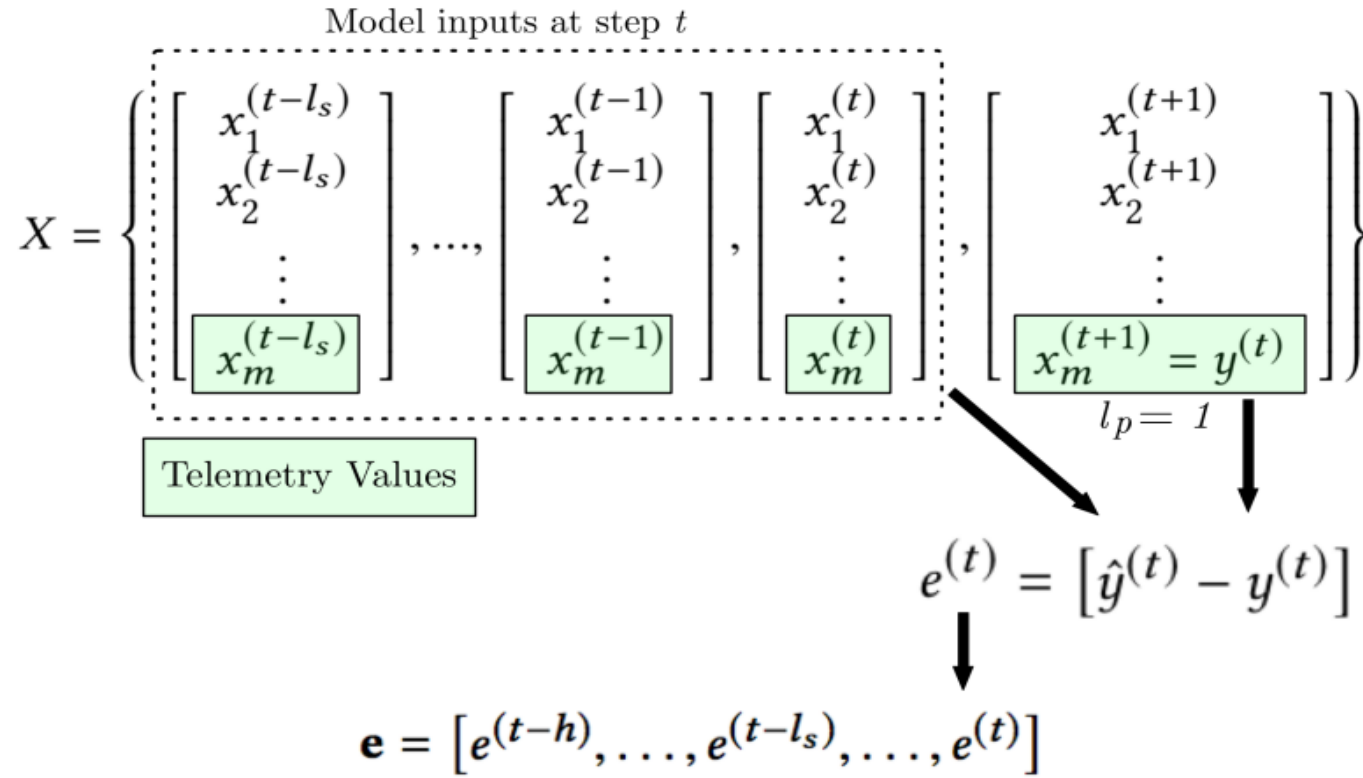 Model inputs at step t
X = { [ x_1^{(t-l_s)} x_2^{(t-l_s)} ⋮ x_m^{(t-l_s)} ] , ..., [ x_1^{(t-1)} x_2^{(t-1)} ⋮ x_m^{(t-1)} ] , [ x_1^{(t)} x_2^{(t)} ⋮ x_m^{(t)} ] , [ x_1^{(t+1)} x_2^{(t+1)} ⋮ x_m^{(t+1)} = y^{(t)} ] }
l_p = 1
Telemetry Values
e^{(t)} = [ŷ^{(t)} − y^{(t)}]
e = [e^{(t-h)}, . . . , e^{(t-l_s)}, . . . , e^{(t)}]